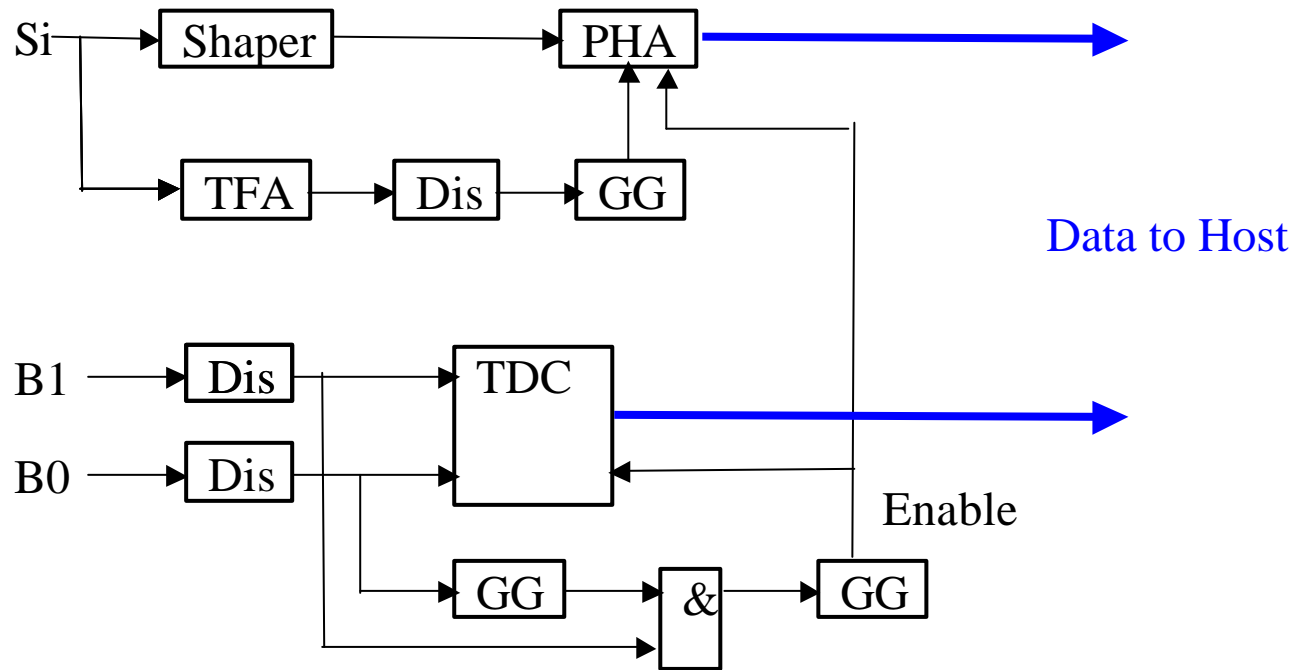 Si
Shaper
PHA
TFA
Dis
GG
Data to Host
B1
Dis
TDC
B0
Dis
Enable
GG
&
GG